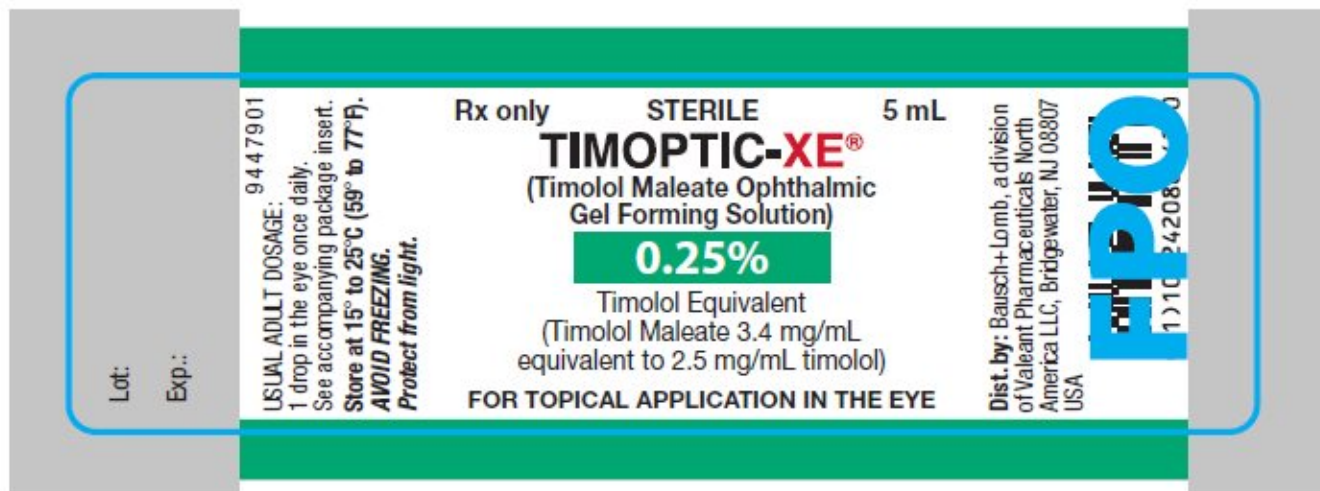 Lot:
Exp.:
9447901
USUAL ADULT DOSAGE:
1 drop in the eye once daily.
See accompanying package insert.
Store at 15° to 25°C (59° to 77°F).
AVOID FREEZING.
Protect from light.
Rx only STERILE 5 mL
TIMOPTIC-XE®
(Timolol Maleate Ophthalmic
Gel Forming Solution)
0.25%
Timolol Equivalent
(Timolol Maleate 3.4 mg/mL
equivalent to 2.5 mg/mL timolol)
FOR TOPICAL APPLICATION IN THE EYE
Dist. by: Bausch+Lomb, a division
of Valeant Pharmaceuticals North
America LLC, Bridgewater, NJ 08807
USA
FPO